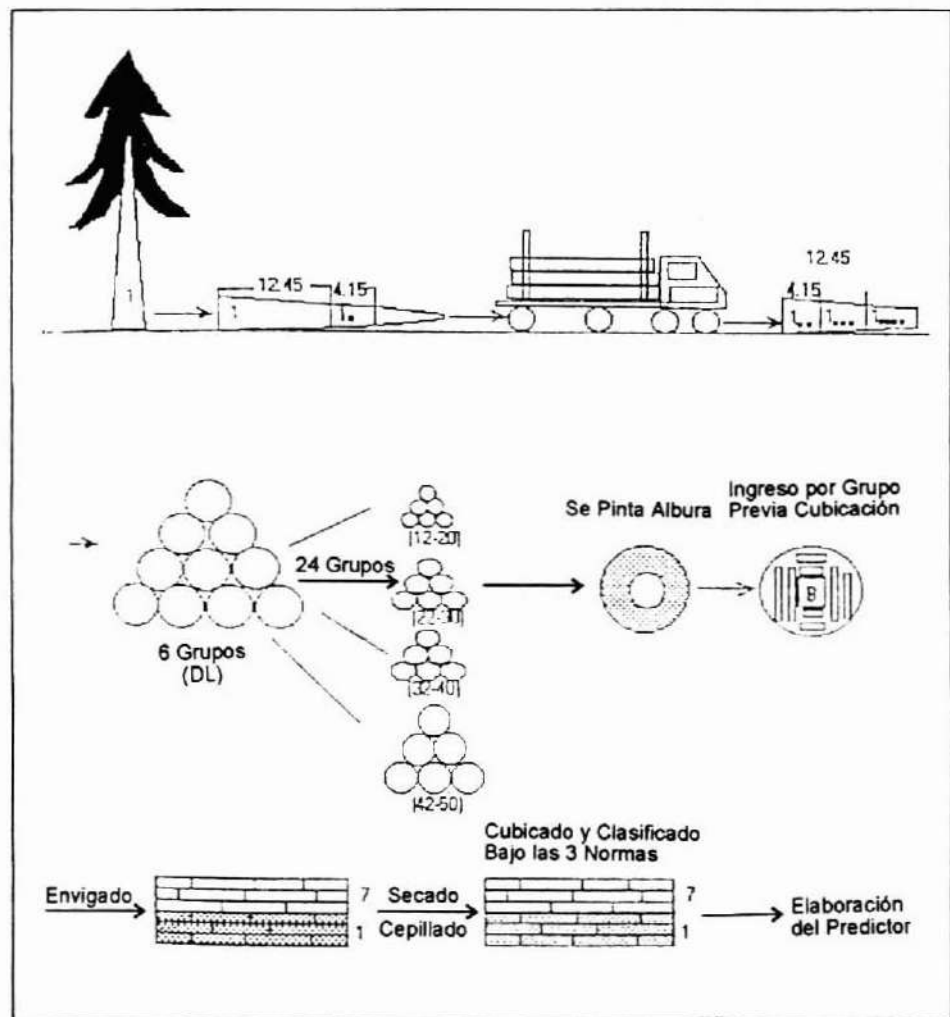 1
12.45
4.15
1
1..
12.45
4.15
1..
1...
1....
6 Grupos
(DL)
24 Grupos
[12-20]
[22-30]
[32-40]
[42-50]
Se Pinta Albura
Ingreso por Grupo
Previa Cubicación
B
Envigado
7
1
Secado
Cepillado
Cubicado y Clasificado
Bajo las 3 Normas
7
1
Elaboración
del Predictor